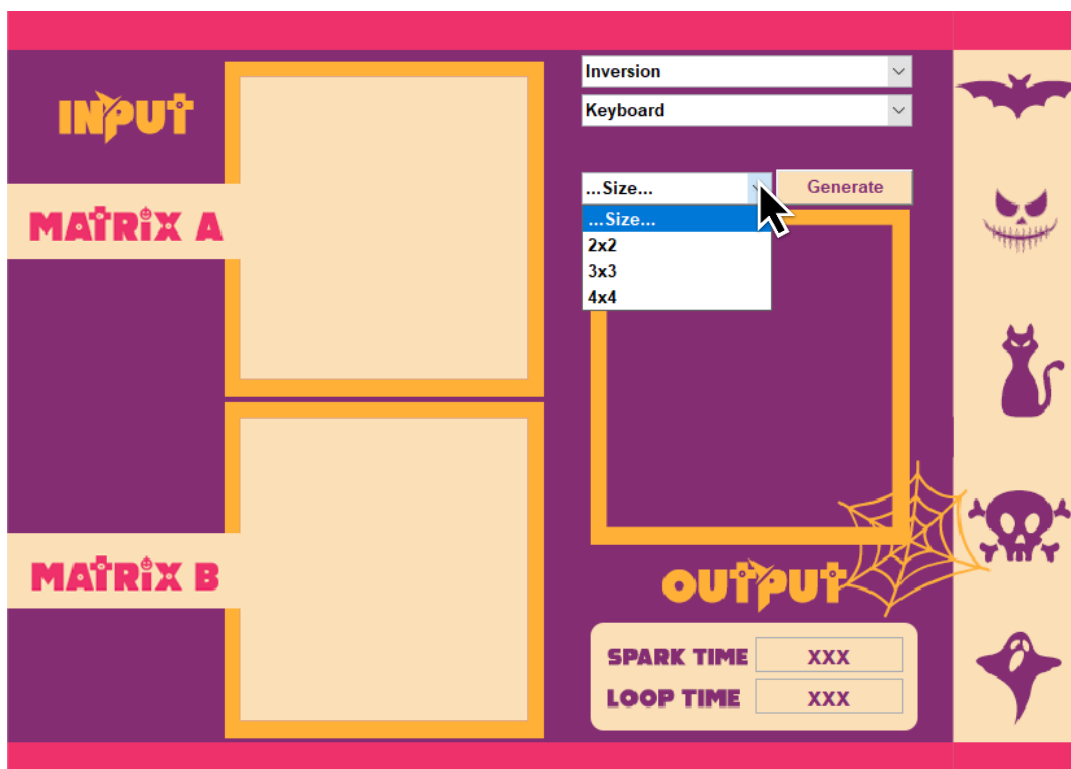 INPUT
MATRIX A
MATRIX B
Inversion
Keyboard
...Size...
Generate
...Size...
2x2
3x3
4x4
OUTPUT
SPARK TIME XXX
LOOP TIME XXX